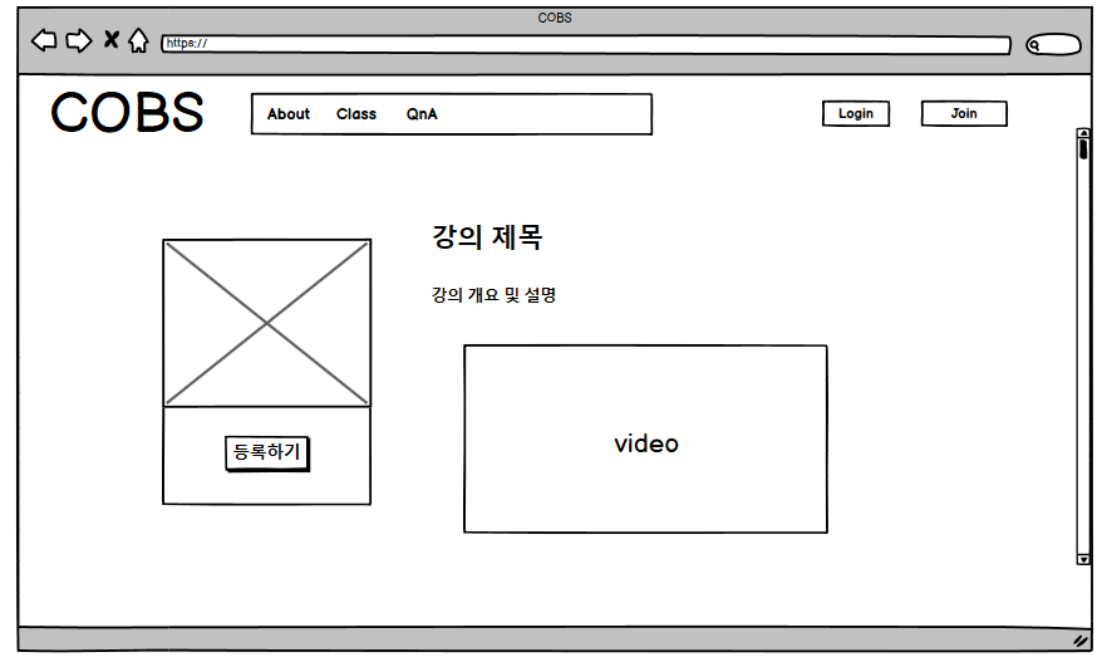 COBS
https://
COBS
About Class QnA
Login Join
강의 제목
강의 개요 및 설명
등록하기
video